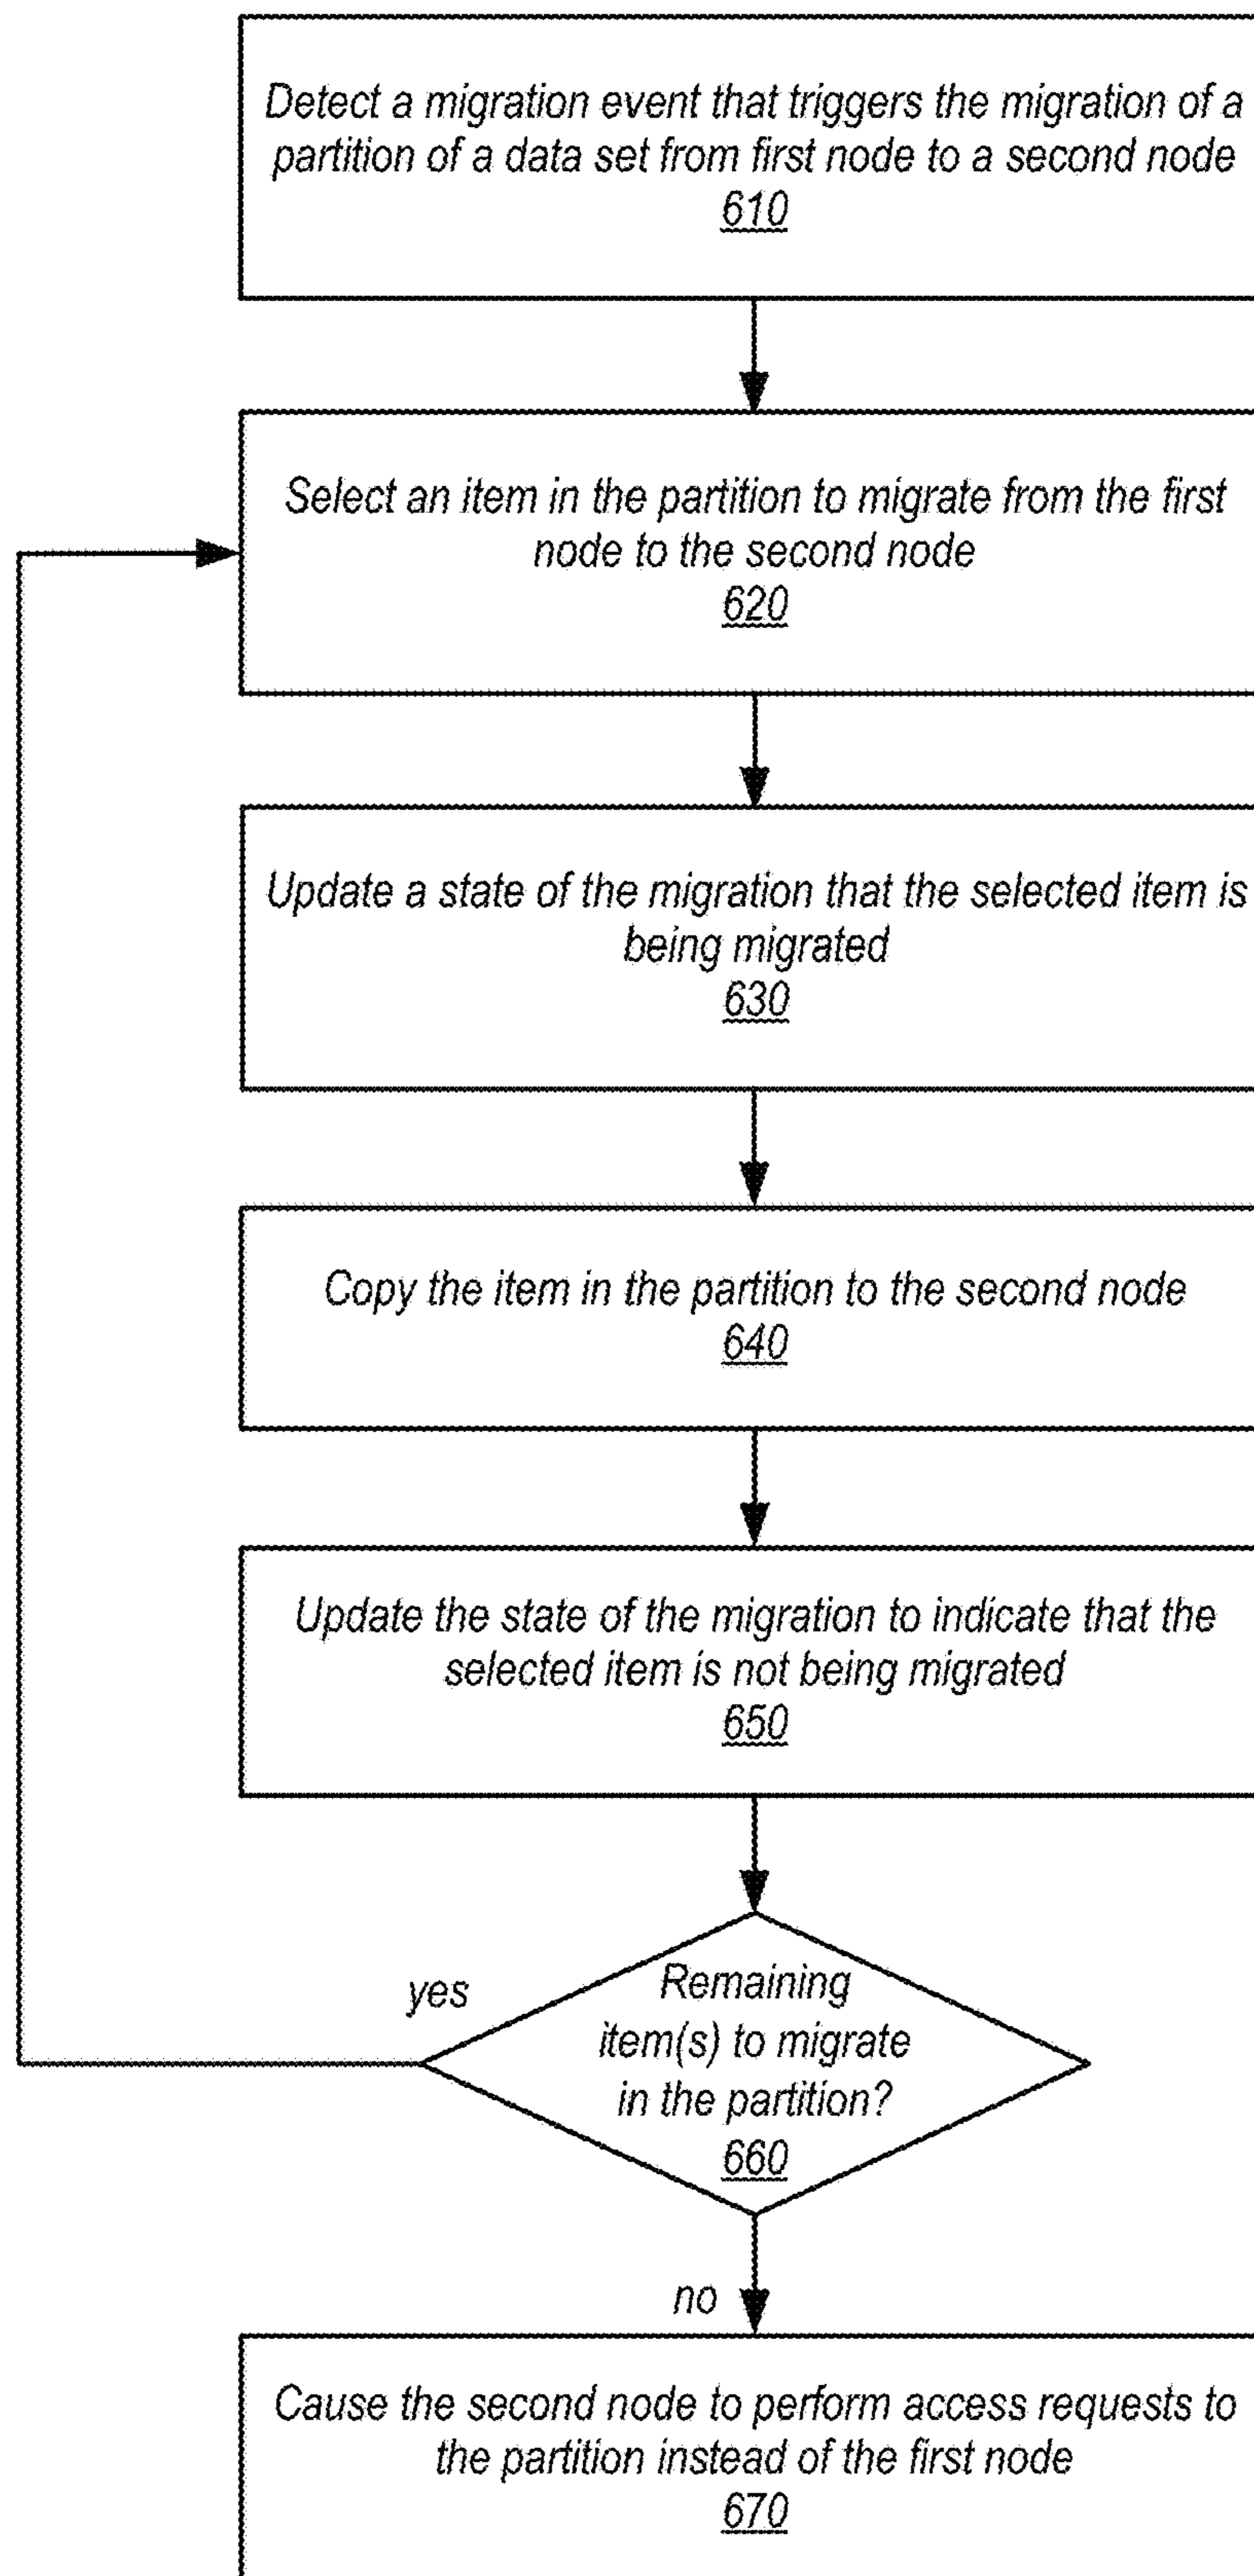 Detect a migration event that triggers the migration of a
partition of a data set from first node to a second node
610
Select an item in the partition to migrate from the first
node to the second node
620
Update a state of the migration that the selected item is
being migrated
630
Copy the item in the partition to the second node
640
Update the state of the migration to indicate that the
selected item is not being migrated
650
yes
Remaining
item(s) to migrate
in the partition?
660
no
Cause the second node to perform access requests to
the partition instead of the first node
670